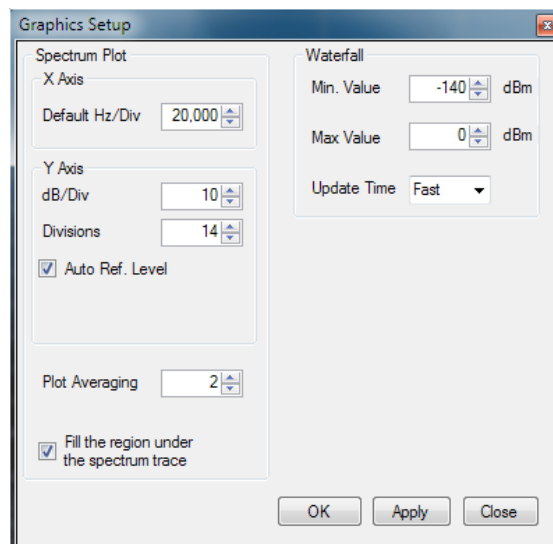 Graphics Setup
Spectrum Plot
X Axis
Default Hz/Div 20,000
Y Axis
dB/Div 10
Divisions 14
Auto Ref. Level
Plot Averaging 2
Fill the region under
the spectrum trace
Waterfall
Min. Value -140 dBm
Max Value 0 dBm
Update Time Fast
OK Apply Close